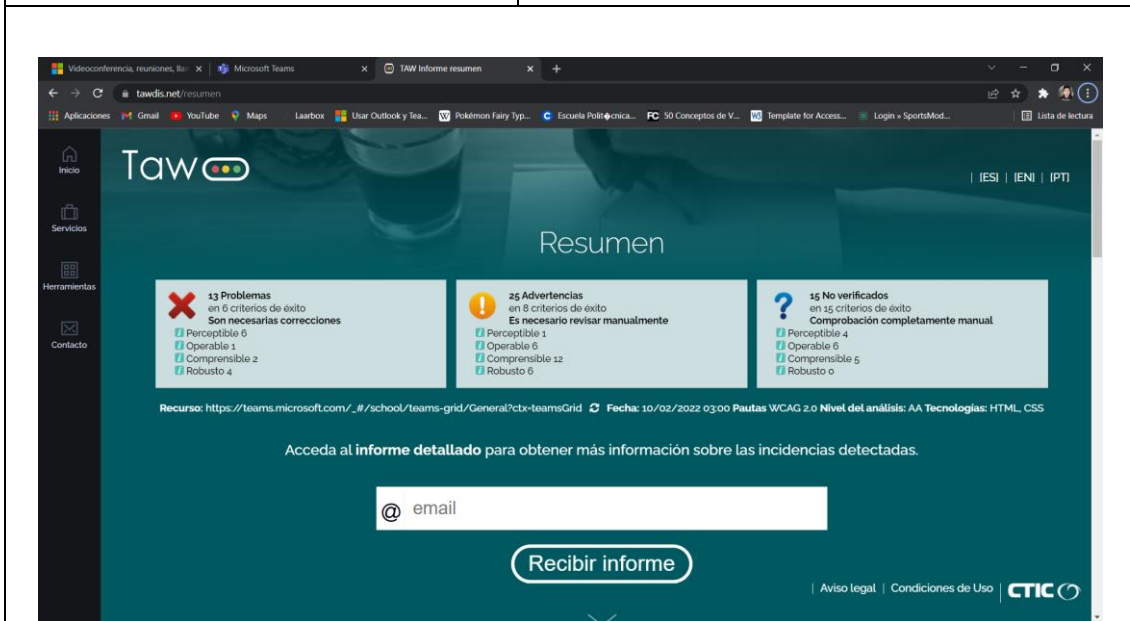 Videoconferencia, reuniones, llar
Microsoft Teams
TAW Informe resumen
tawdis.net/resumen
Aplicaciones
Gmail
YouTube
Maps
Laarbox
Usar Outlook y Tea...
Pokémon Fairy Typ...
Escuela Polit�cnica...
50 Conceptos de V...
Template for Access...
Login » SportsMod...
Lista de lectura
Inicio
Servicios
Herramientas
Contacto
Taw
| [ES] | [EN] | [PT]
Resumen
13 Problemas
en 6 criterios de éxito
Son necesarias correcciones
Perceptible 6
Operable 1
Comprensible 2
Robusto 4
25 Advertencias
en 8 criterios de éxito
Es necesario revisar manualmente
Perceptible 1
Operable 6
Comprensible 12
Robusto 6
15 No verificados
en 15 criterios de éxito
Comprobación completamente manual
Perceptible 4
Operable 6
Comprensible 5
Robusto 0
Recurso: https://teams.microsoft.com/_#/school/teams-grid/General?ctx=teamsGrid Fecha: 10/02/2022 03:00 Pautas WCAG 2.0 Nivel del análisis: AA Tecnologías: HTML, CSS
Acceda al informe detallado para obtener más información sobre las incidencias detectadas.
@ email
Recibir informe
| Aviso legal | Condiciones de Uso | CTIC